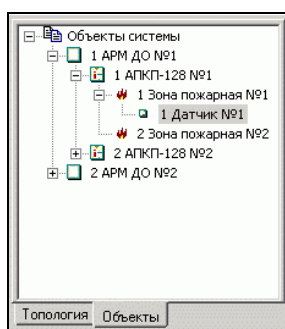 Объекты системы
1 АРМ ДО №1
1 АПКП-128 №1
1 Зона пожарная №1
1 Датчик №1
2 Зона пожарная №2
2 АПКП-128 №2
2 АРМ ДО №2
Топология Объекты